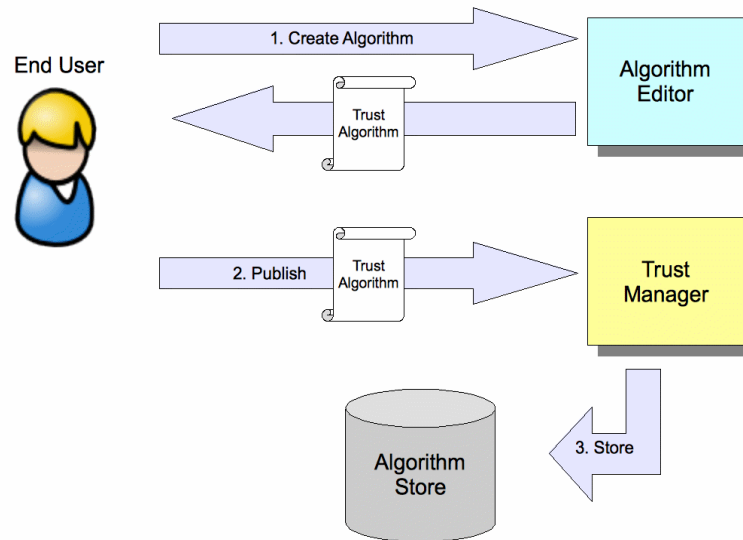 1. Create Algorithm
End User
Algorithm
Editor
Trust
Algorithm
2. Publish
Trust
Algorithm
Trust
Manager
3. Store
Algorithm
Store